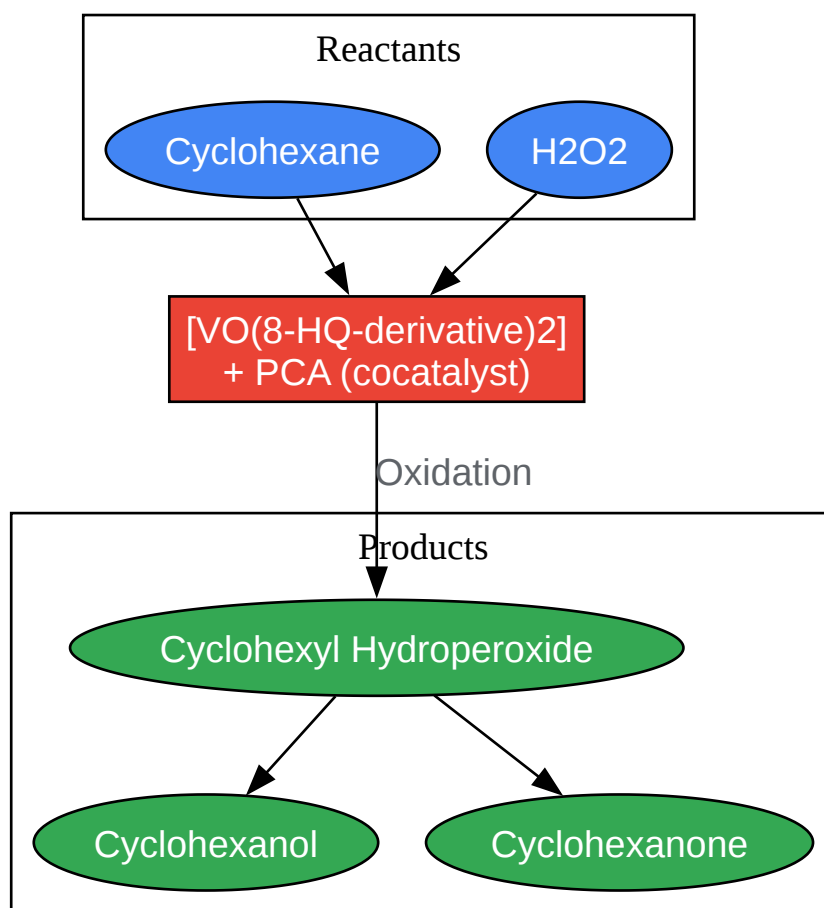 Reactants
Cyclohexane
H2O2
[VO(8-HQ-derivative)2]
+ PCA (cocatalyst)
Oxidation
Products
Cyclohexyl Hydroperoxide
Cyclohexanol
Cyclohexanone